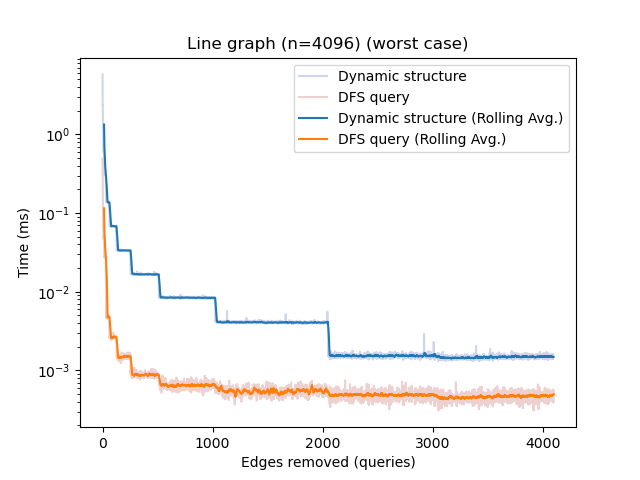 Line graph (n=4096) (worst case)
Dynamic structure
DFS query
Dynamic structure (Rolling Avg.)
DFS query (Rolling Avg.)
Time (ms)
10⁰
10⁻¹
10⁻²
10⁻³
0 1000 2000 3000 4000
Edges removed (queries)